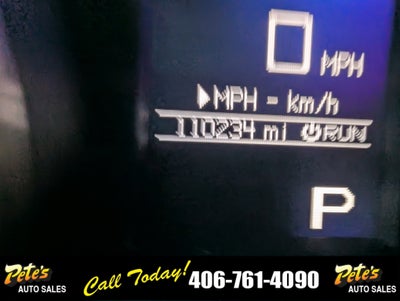 0 MPH
▶MPH - km/h
110234 mi RUN
P
Pete's AUTO SALES Call Today! 406-761-4090 Pete's AUTO SALES